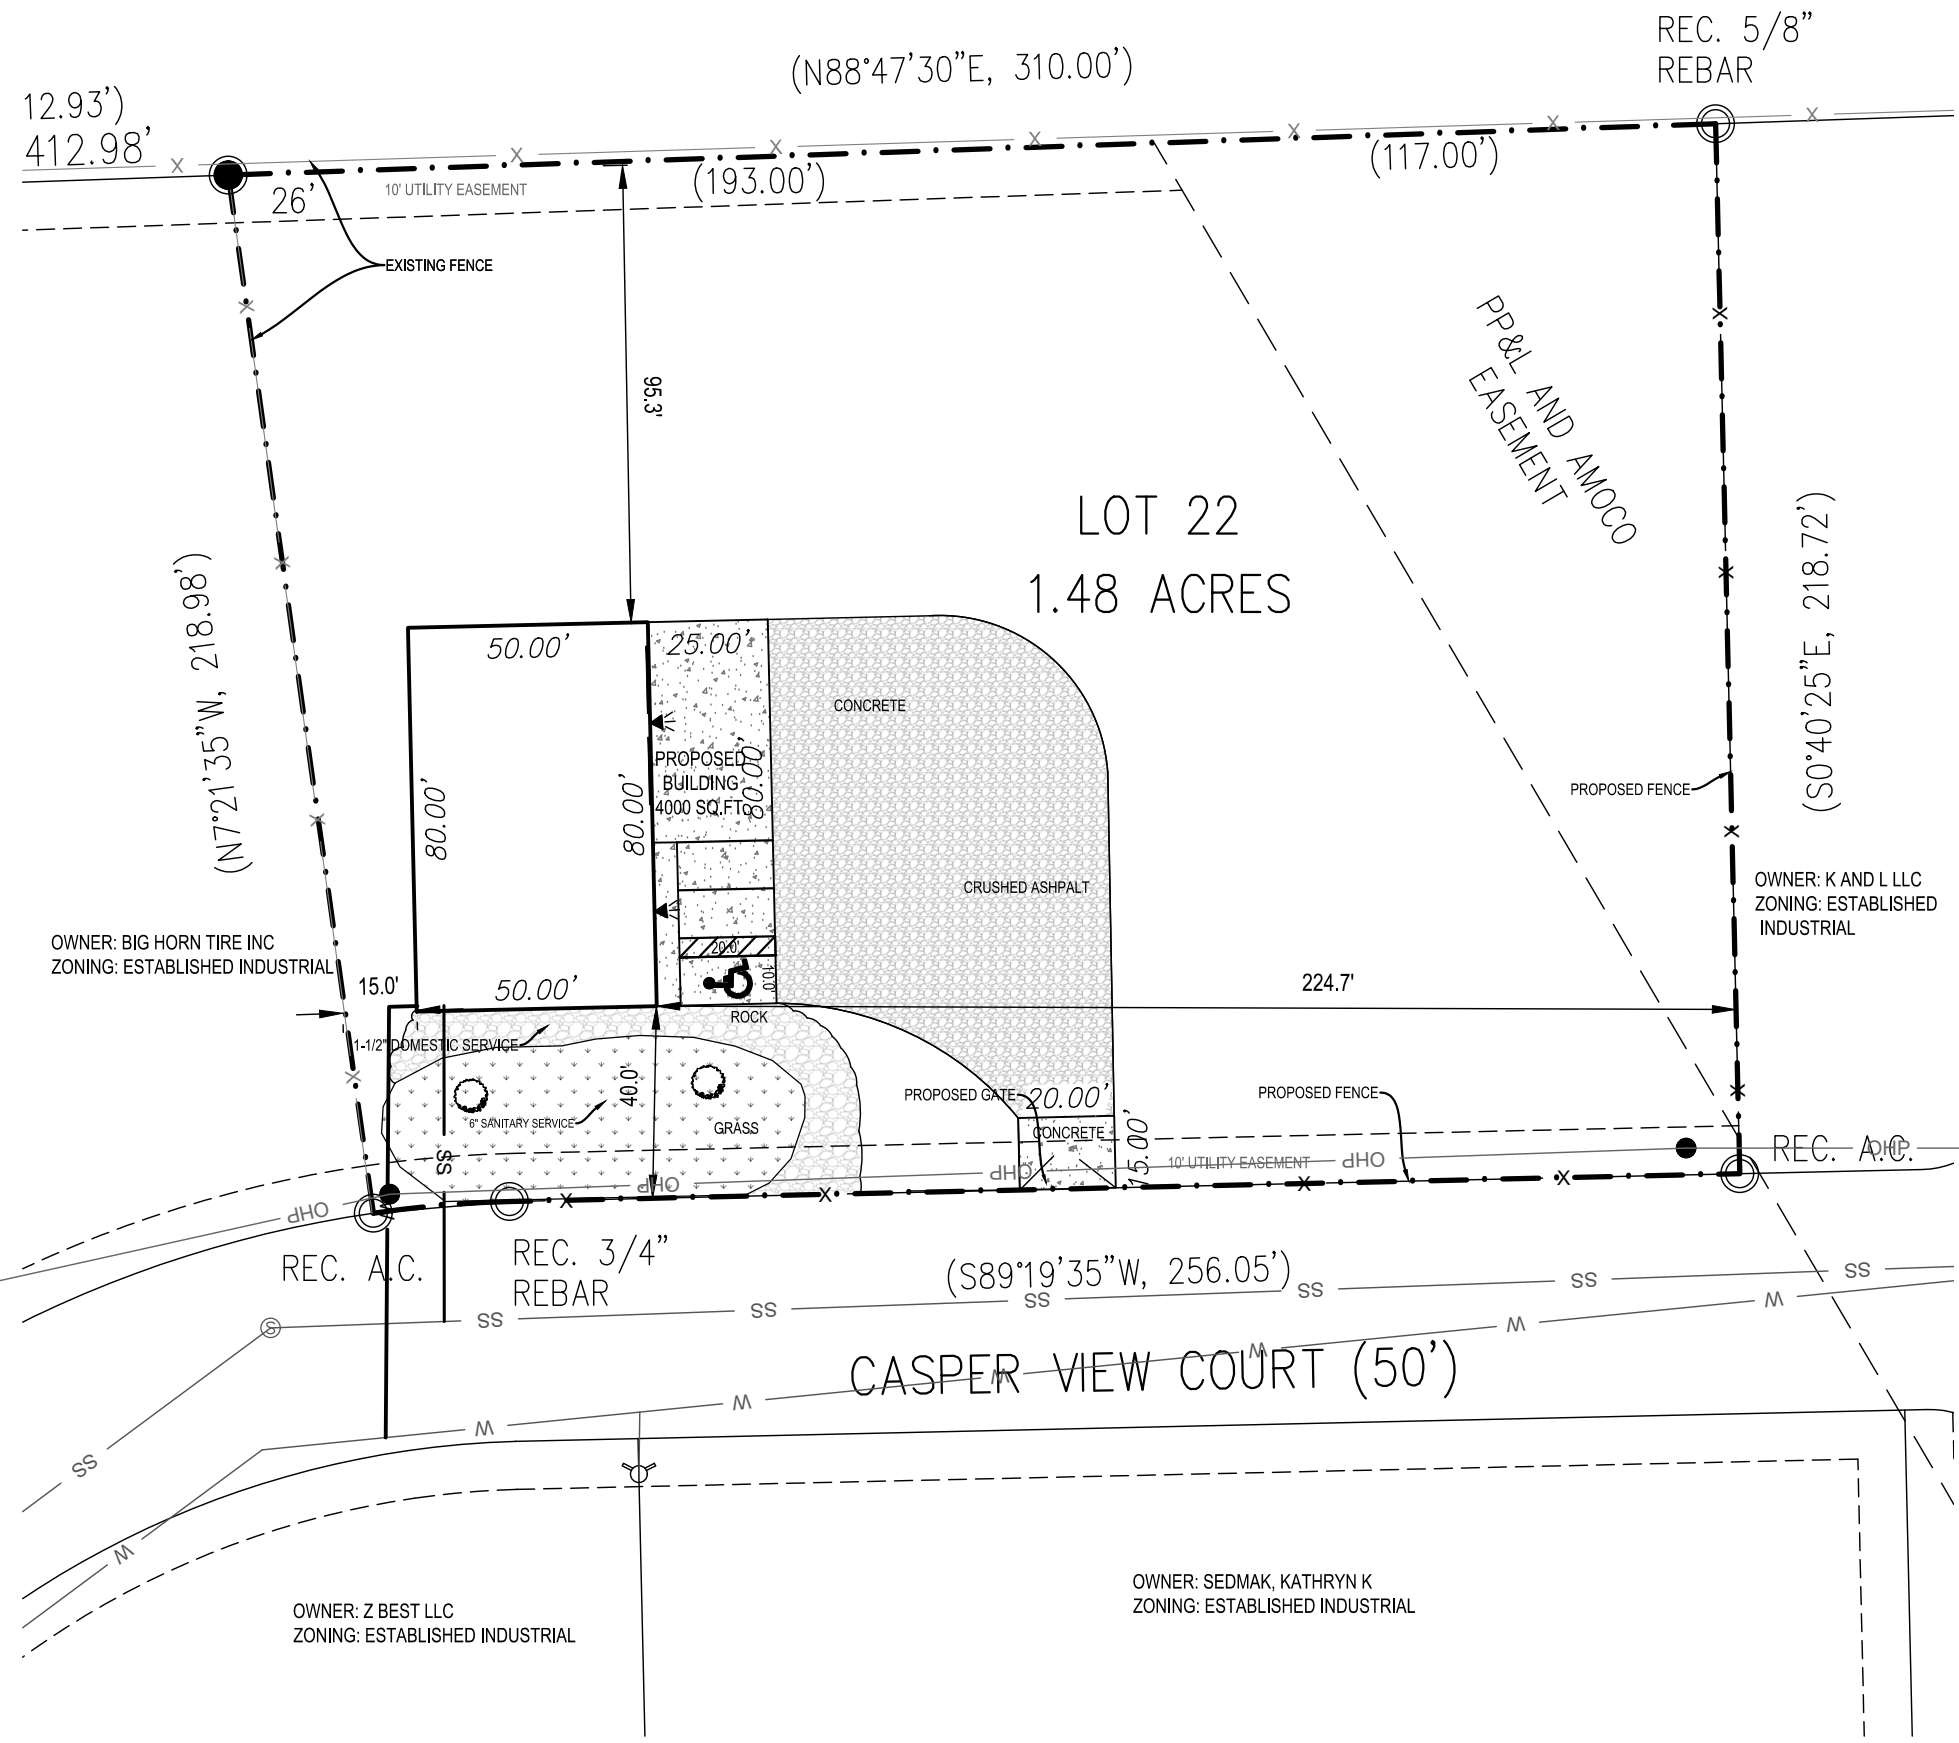 REC. 5/8"
REBAR
(N88°47'30"E, 310.00')
12.93')
412.98'
26'
10' UTILITY EASEMENT
(193.00')
(117.00')
EXISTING FENCE
95.3'
PP&L AND AMOCO
EASEMENT
LOT 22
1.48 ACRES
(N7°21'35"W, 218.98')
(S0°40'25"E, 218.72')
50.00'
25.00'
CONCRETE
PROPOSED
BUILDING
4000 SQ.FT.
80.00'
80.00'
80.00'
PROPOSED FENCE
CRUSHED ASHPALT
OWNER: K AND L LLC
ZONING: ESTABLISHED
INDUSTRIAL
OWNER: BIG HORN TIRE INC
ZONING: ESTABLISHED INDUSTRIAL
20.0'
10.0'
15.0'
50.00'
224.7'
ROCK
1-1/2" DOMESTIC SERVICE
40.0'
6" SANITARY SERVICE
GRASS
PROPOSED GATE
20.00'
CONCRETE
15.00'
PROPOSED FENCE
10' UTILITY EASEMENT
SS
OHP
OHP
OHP
OHP
OHP
W
REC. A.C.
REC. A.C.
REC. 3/4"
REBAR
(S89°19'35"W, 256.05')
S
SS
SS
SS
SS
SS
SS
SS
CASPER VIEW COURT (50')
W
W
W
W
W
W
W
OWNER: Z BEST LLC
ZONING: ESTABLISHED INDUSTRIAL
OWNER: SEDMAK, KATHRYN K
ZONING: ESTABLISHED INDUSTRIAL